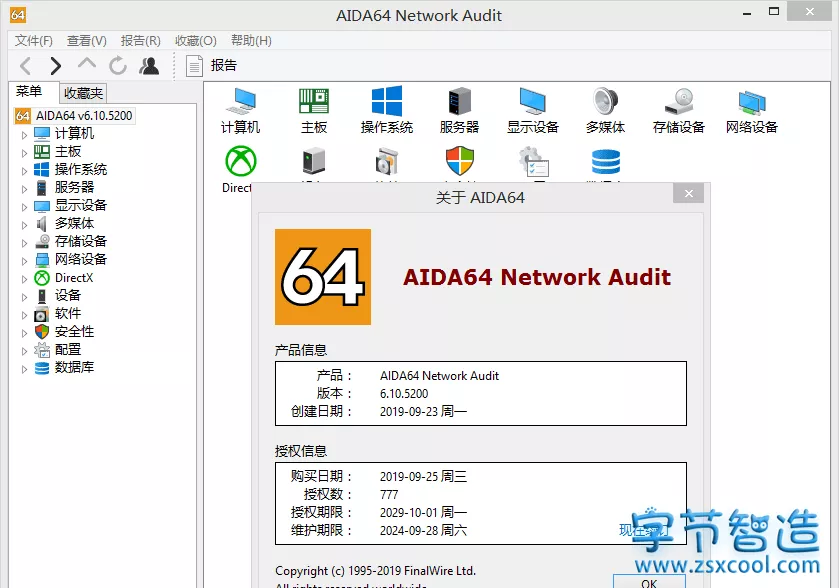 64
AIDA64 Network Audit
文件(F) 查看(V) 报告(R) 收藏(O) 帮助(H)
报告
菜单 收藏夹
64 AIDA64 v6.10.5200
计算机
主板
操作系统
服务器
显示设备
多媒体
存储设备
网络设备
DirectX
设备
软件
安全性
配置
数据库
计算机 主板 操作系统 服务器 显示设备 多媒体 存储设备 网络设备
关于 AIDA64
64
AIDA64 Network Audit
产品信息
产品： AIDA64 Network Audit
版本： 6.10.5200
创建日期： 2019-09-23 周一
授权信息
购买日期： 2019-09-25 周三
授权数： 777
授权期限： 2029-10-01 周一
维护期限： 2024-09-28 周六
Copyright (c) 1995-2019 FinalWire Ltd.
All rights reserved worldwide.
OK
字节智造
www.zsxcool.com